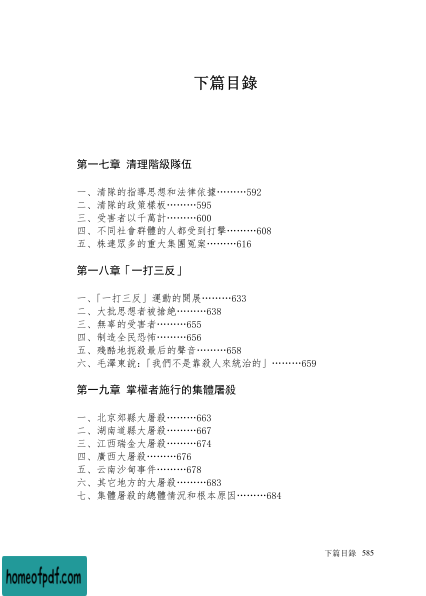 下篇目錄
第一七章 清理階級隊伍
一、清隊的指導思想和法律依據………592
二、清隊的政策樣板………595
三、受害者以千萬計………600
四、不同社會群體的人都受到打擊………608
五、株連眾多的重大集團冤案………616
第一八章「一打三反」
一、「一打三反」運動的開展………633
二、大批思想者被搶絶………638
三、無辜的受害者………655
四、制造全民恐怖………656
五、殘酷地扼殺最后的聲音………658
六、毛澤東説：「我們不是靠殺人來統治的」………659
第一九章 掌權者施行的集體屠殺
一、北京郊縣大屠殺………663
二、湖南道縣大屠殺………667
三、江西瑞金大屠殺………674
四、廣西大屠殺………676
五、云南沙甸事件………678
六、其它地方的大屠殺………683
七、集體屠殺的總體情况和根本原因………684
下篇目錄 585
homeofpdf.com